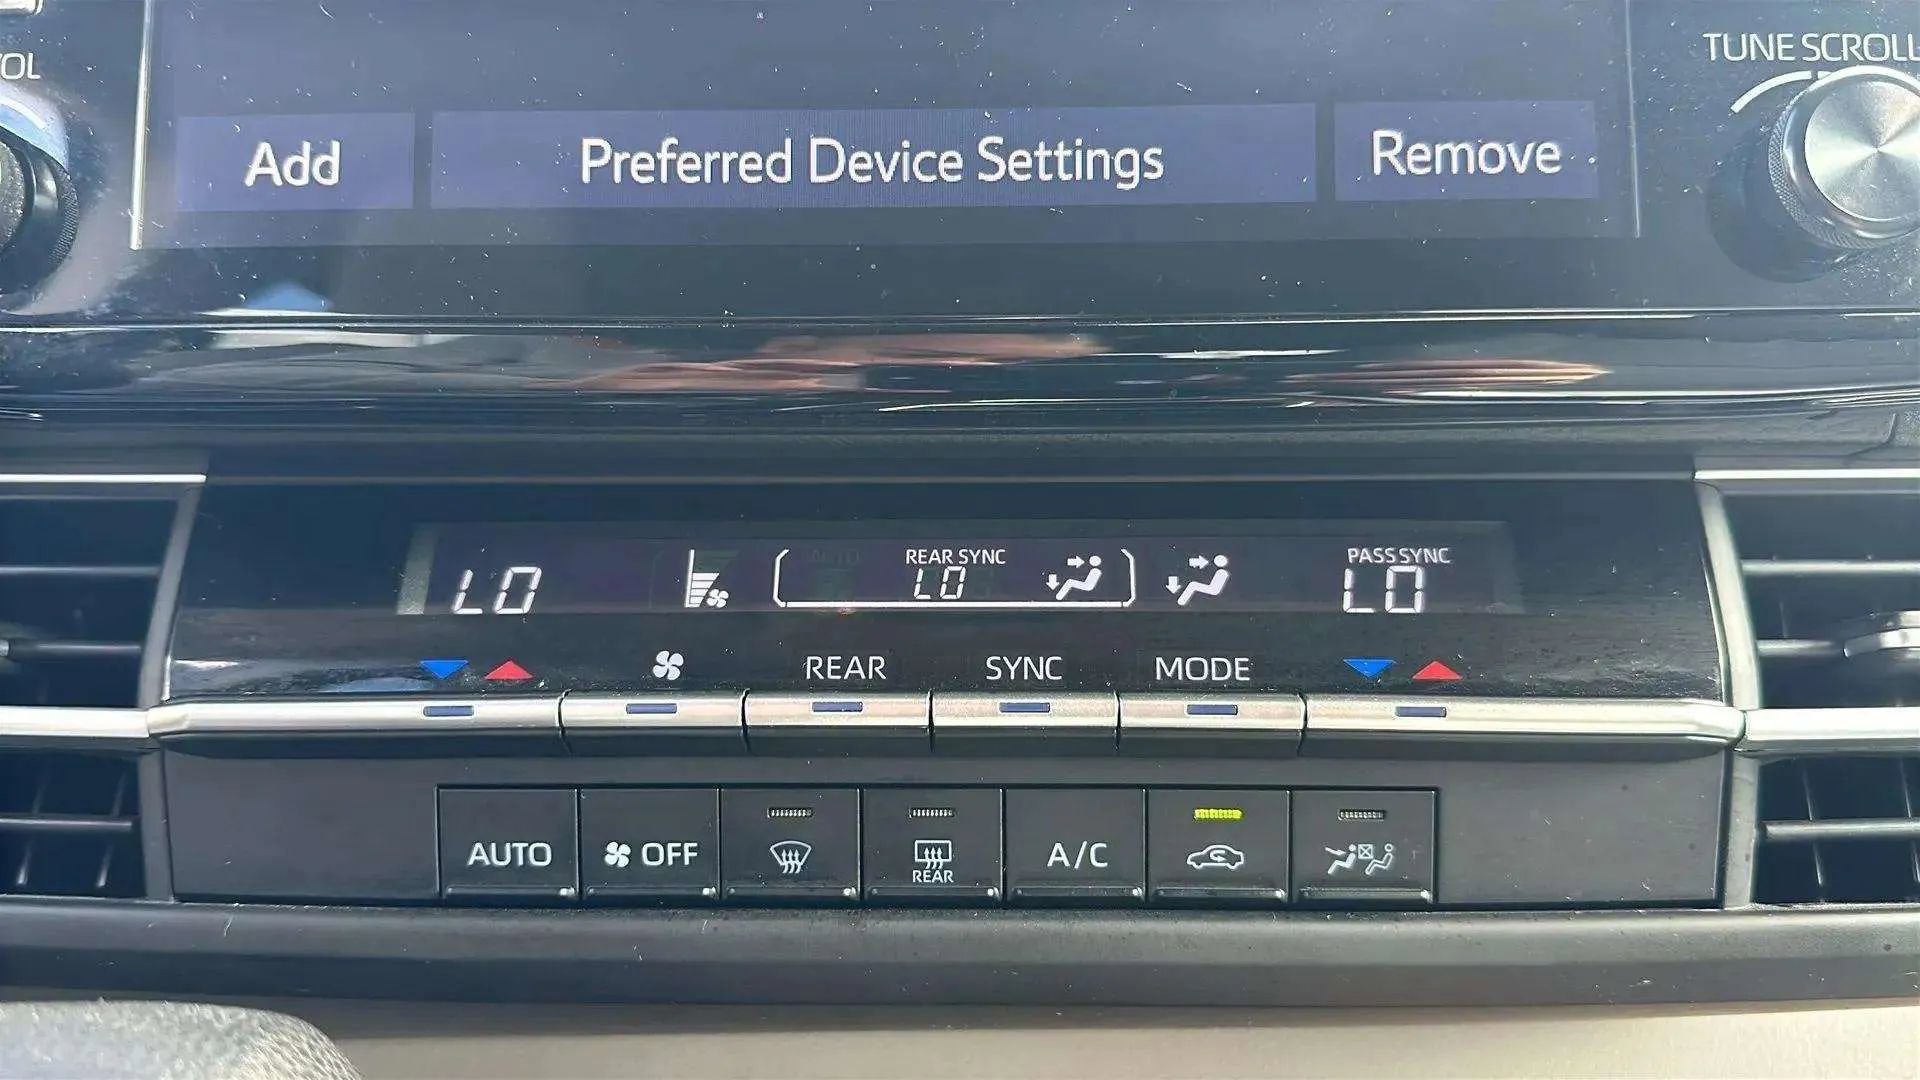 TUNE SCROLL
Add
Preferred Device Settings
Remove
LO
REAR SYNC
LO
PASS SYNC
LO
REAR
SYNC
MODE
AUTO
OFF
REAR
A/C